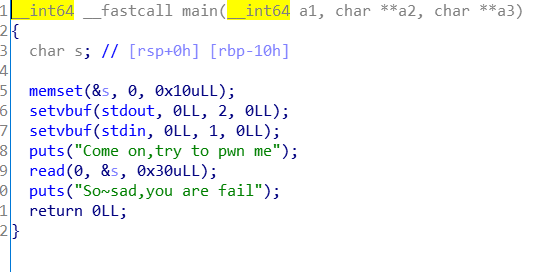 1 __int64 __fastcall main(__int64 a1, char **a2, char **a3)
2 {
3 char s; // [rsp+0h] [rbp-10h]
4
5 memset(&s, 0, 0x10uLL);
6 setvbuf(stdout, 0LL, 2, 0LL);
7 setvbuf(stdin, 0LL, 1, 0LL);
8 puts("Come on,try to pwn me");
9 read(0, &s, 0x30uLL);
0 puts("So~sad,you are fail");
1 return 0LL;
2 }